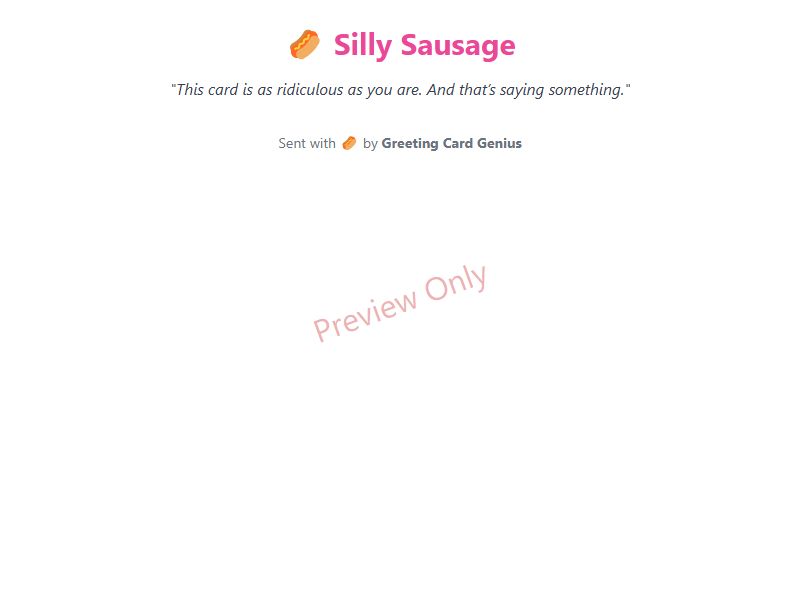 🌭 Silly Sausage
"This card is as ridiculous as you are. And that’s saying something."
Sent with 🌭 by Greeting Card Genius
Preview Only